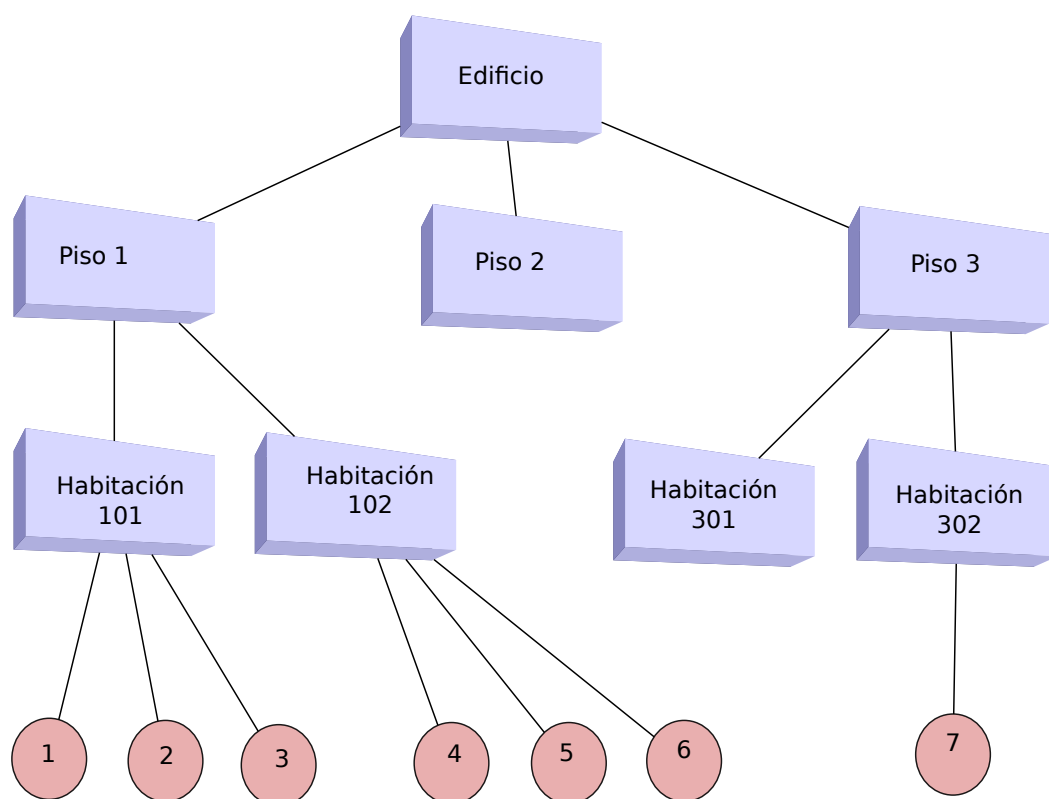 Edificio
Piso 1
Piso 2
Piso 3
Habitación
101
Habitación
102
Habitación
301
Habitación
302
1
2
3
4
5
6
7